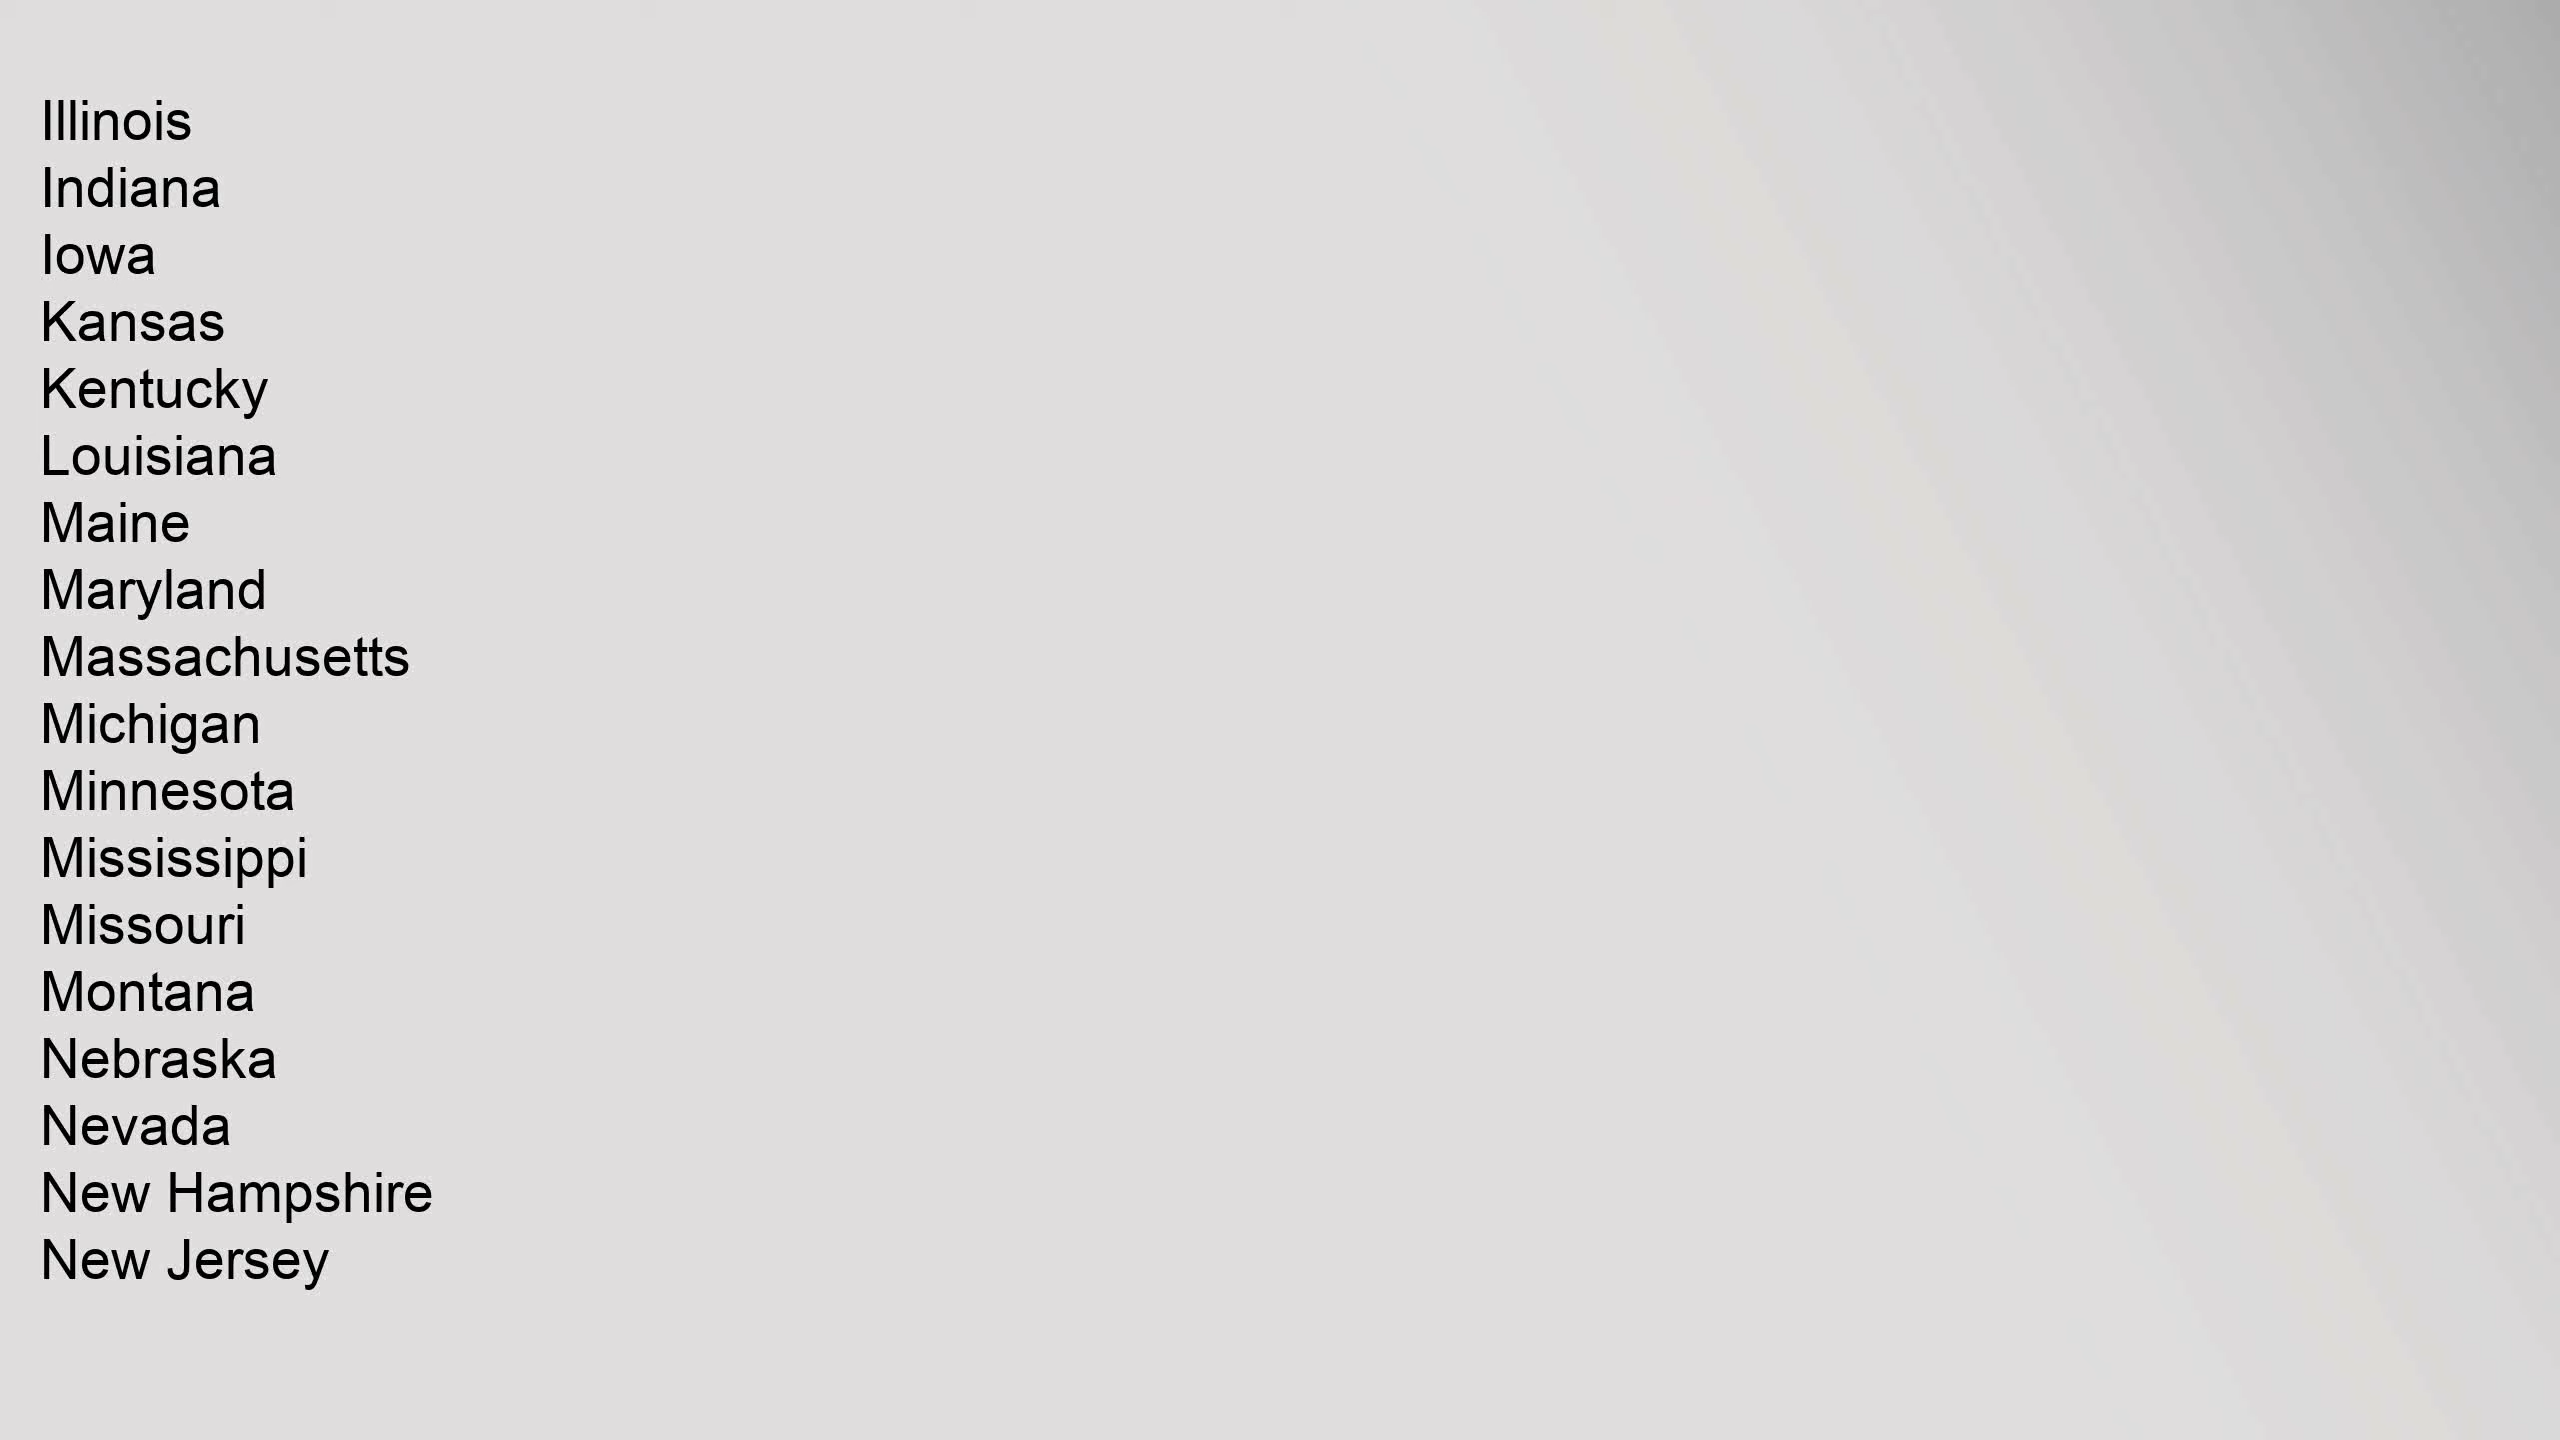 Illinois
Indiana
Iowa
Kansas
Kentucky
Louisiana
Maine
Maryland
Massachusetts
Michigan
Minnesota
Mississippi
Missouri
Montana
Nebraska
Nevada
New Hampshire
New Jersey